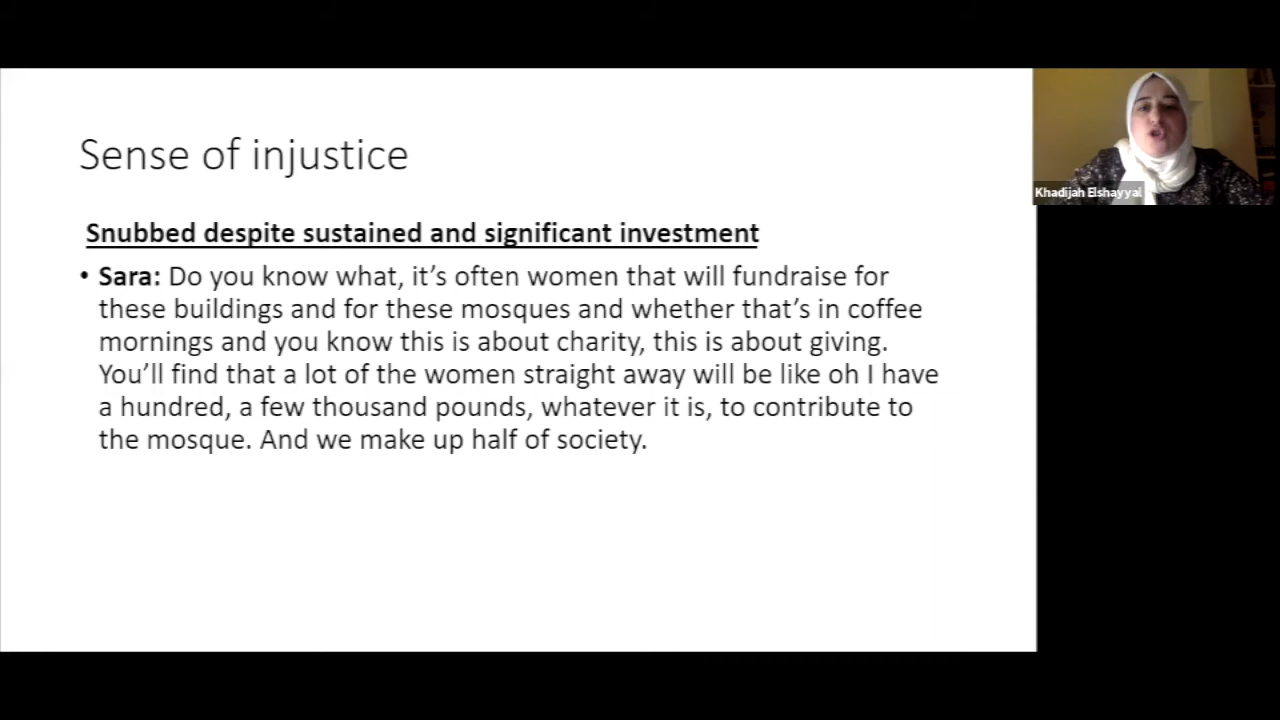 Sense of injustice
Khadijah Elshayyal
Snubbed despite sustained and significant investment
• Sara: Do you know what, it’s often women that will fundraise for
these buildings and for these mosques and whether that’s in coffee
mornings and you know this is about charity, this is about giving.
You’ll find that a lot of the women straight away will be like oh I have
a hundred, a few thousand pounds, whatever it is, to contribute to
the mosque. And we make up half of society.